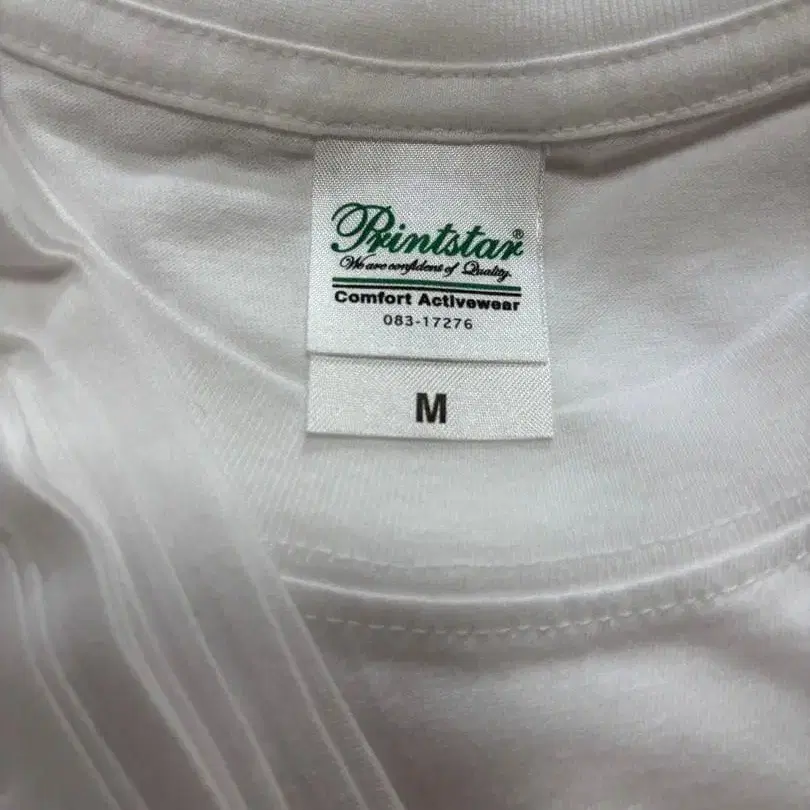 Printstar®
We are confident of Quality.
Comfort Activewear
083-17276
M